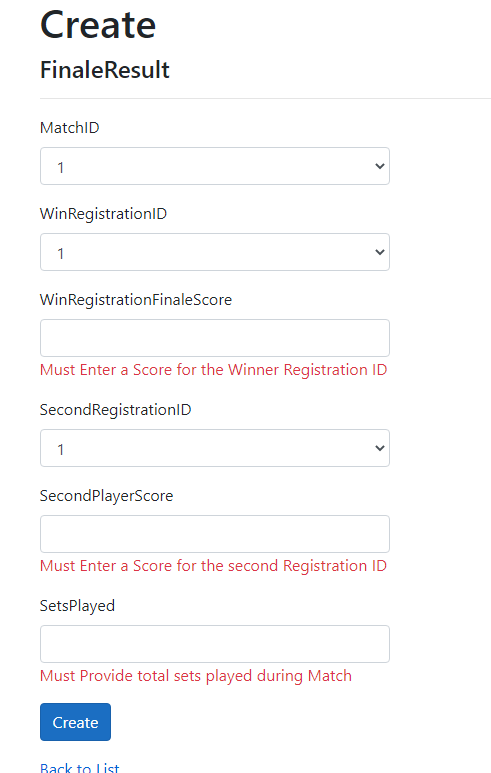 Create
FinaleResult
MatchID
1
WinRegistrationID
1
WinRegistrationFinaleScore
Must Enter a Score for the Winner Registration ID
SecondRegistrationID
1
SecondPlayerScore
Must Enter a Score for the second Registration ID
SetsPlayed
Must Provide total sets played during Match
Create
Back to List